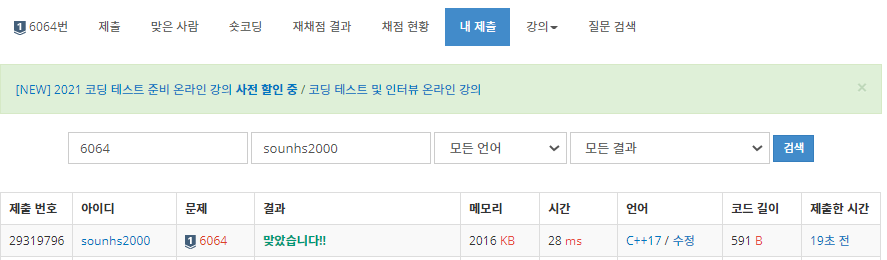 1 6064번 제출 맞은 사람 숏코딩 재채점 결과 채점 현황 내 제출 강의 질문 검색
[NEW] 2021 코딩 테스트 준비 온라인 강의 사전 할인 중 / 코딩 테스트 및 인터뷰 온라인 강의 ×
6064 sounhs2000 모든 언어 모든 결과 검색
제출 번호 아이디 문제 결과 메모리 시간 언어 코드 길이 제출한 시간
29319796 sounhs2000 1 6064 맞았습니다!! 2016 KB 28 ms C++17 / 수정 591 B 19초 전